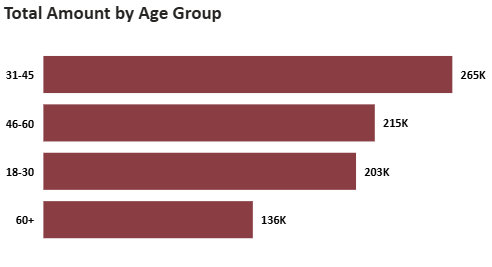 Total Amount by Age Group
31-45 265K
46-60 215K
18-30 203K
60+ 136K